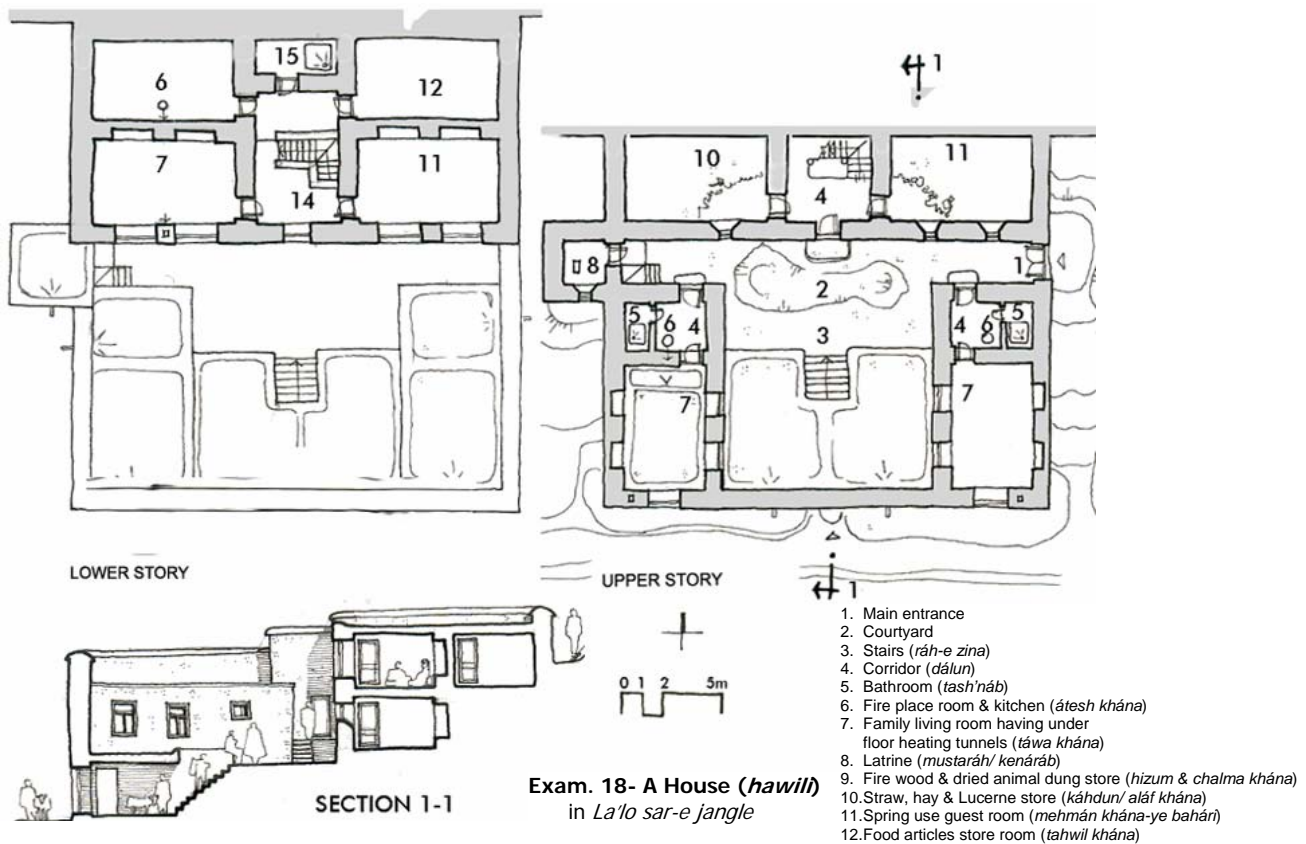 6
15
12
7
11
14
LOWER STORY
1
10
4
11
8
1
2
5
6
4
3
4
6
5
7
7
UPPER STORY
1
SECTION 1-1
0 1 2 5m
Exam. 18- A House (hawili)
in La'lo sar-e jangle
1. Main entrance
2. Courtyard
3. Stairs (ráh-e zina)
4. Corridor (dálun)
5. Bathroom (tash'náb)
6. Fire place room & kitchen (átesh khána)
7. Family living room having under
floor heating tunnels (táwa khána)
8. Latrine (mustaráh/ kenáráb)
9. Fire wood & dried animal dung store (hizum & chalma khána)
10.Straw, hay & Lucerne store (káhdun/ aláf khána)
11.Spring use guest room (mehmán khána-ye bahári)
12.Food articles store room (tahwil khána)